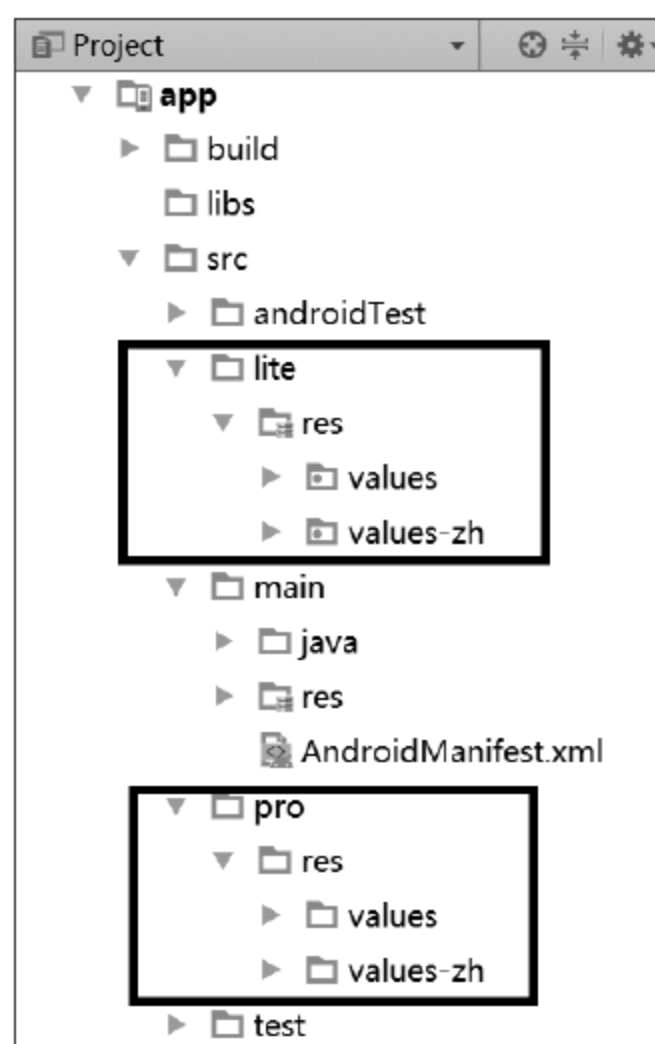 Project
app
build
libs
src
androidTest
lite
res
values
values-zh
main
java
res
AndroidManifest.xml
pro
res
values
values-zh
test